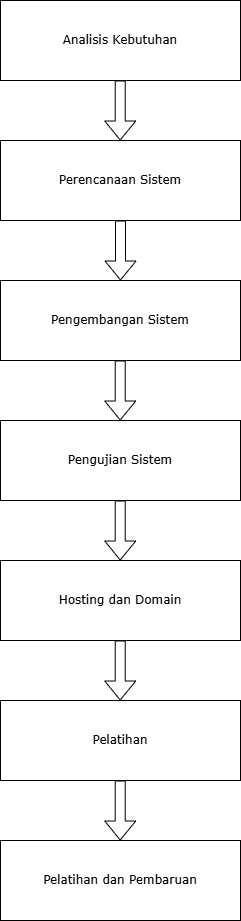 Analisis Kebutuhan
Perencanaan Sistem
Pengembangan Sistem
Pengujian Sistem
Hosting dan Domain
Pelatihan
Pelatihan dan Pembaruan